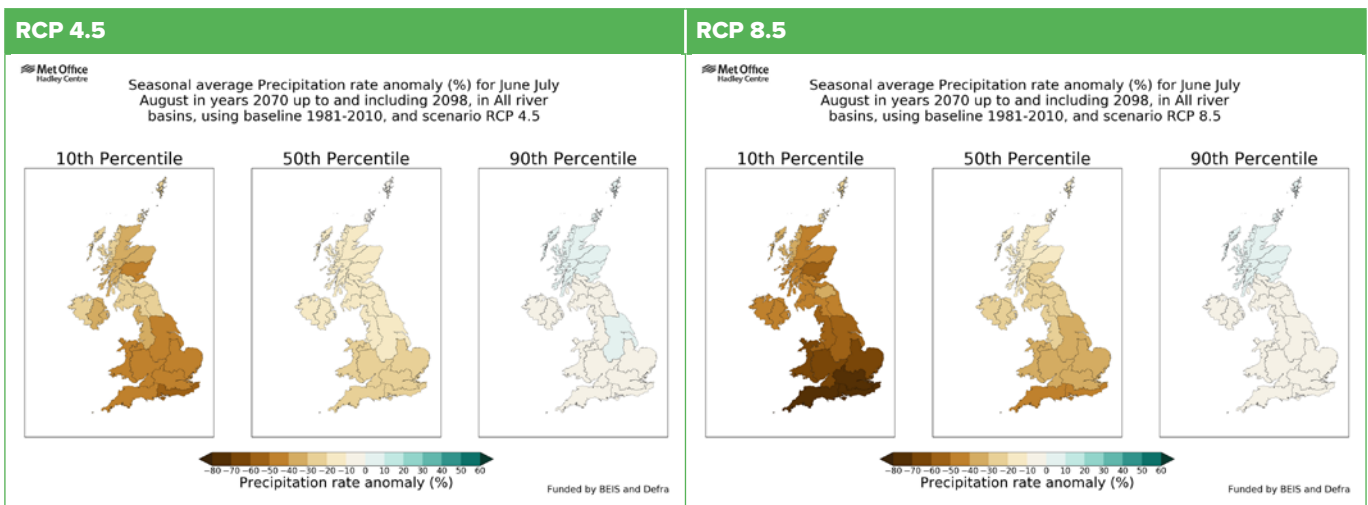 RCP 4.5
Met Office
Hadley Centre
Seasonal average Precipitation rate anomaly (%) for June July
August in years 2070 up to and including 2098, in All river
basins, using baseline 1981-2010, and scenario RCP 4.5
10th Percentile 50th Percentile 90th Percentile
−80 −70 −60 −50 −40 −30 −20 −10 0 10 20 30 40 50 60
Precipitation rate anomaly (%)
Funded by BEIS and Defra
RCP 8.5
Met Office
Hadley Centre
Seasonal average Precipitation rate anomaly (%) for June July
August in years 2070 up to and including 2098, in All river
basins, using baseline 1981-2010, and scenario RCP 8.5
10th Percentile 50th Percentile 90th Percentile
−80 −70 −60 −50 −40 −30 −20 −10 0 10 20 30 40 50 60
Precipitation rate anomaly (%)
Funded by BEIS and Defra